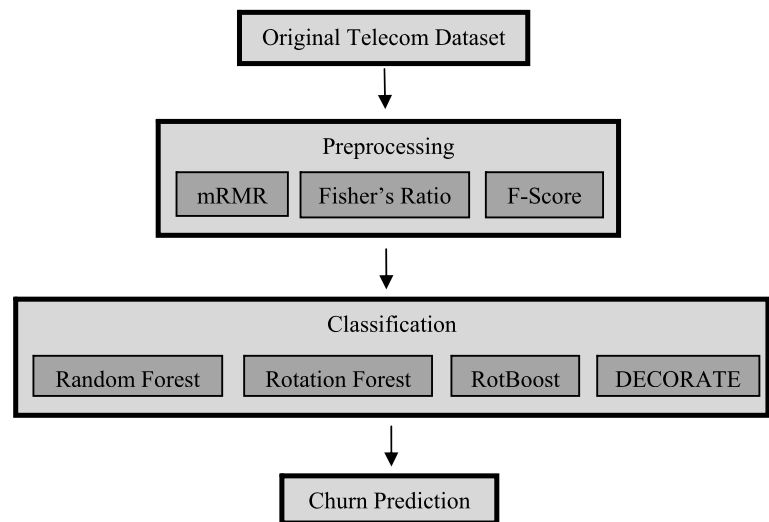 Original Telecom Dataset
Preprocessing
mRMR Fisher’s Ratio F-Score
Classification
Random Forest Rotation Forest RotBoost DECORATE
Churn Prediction